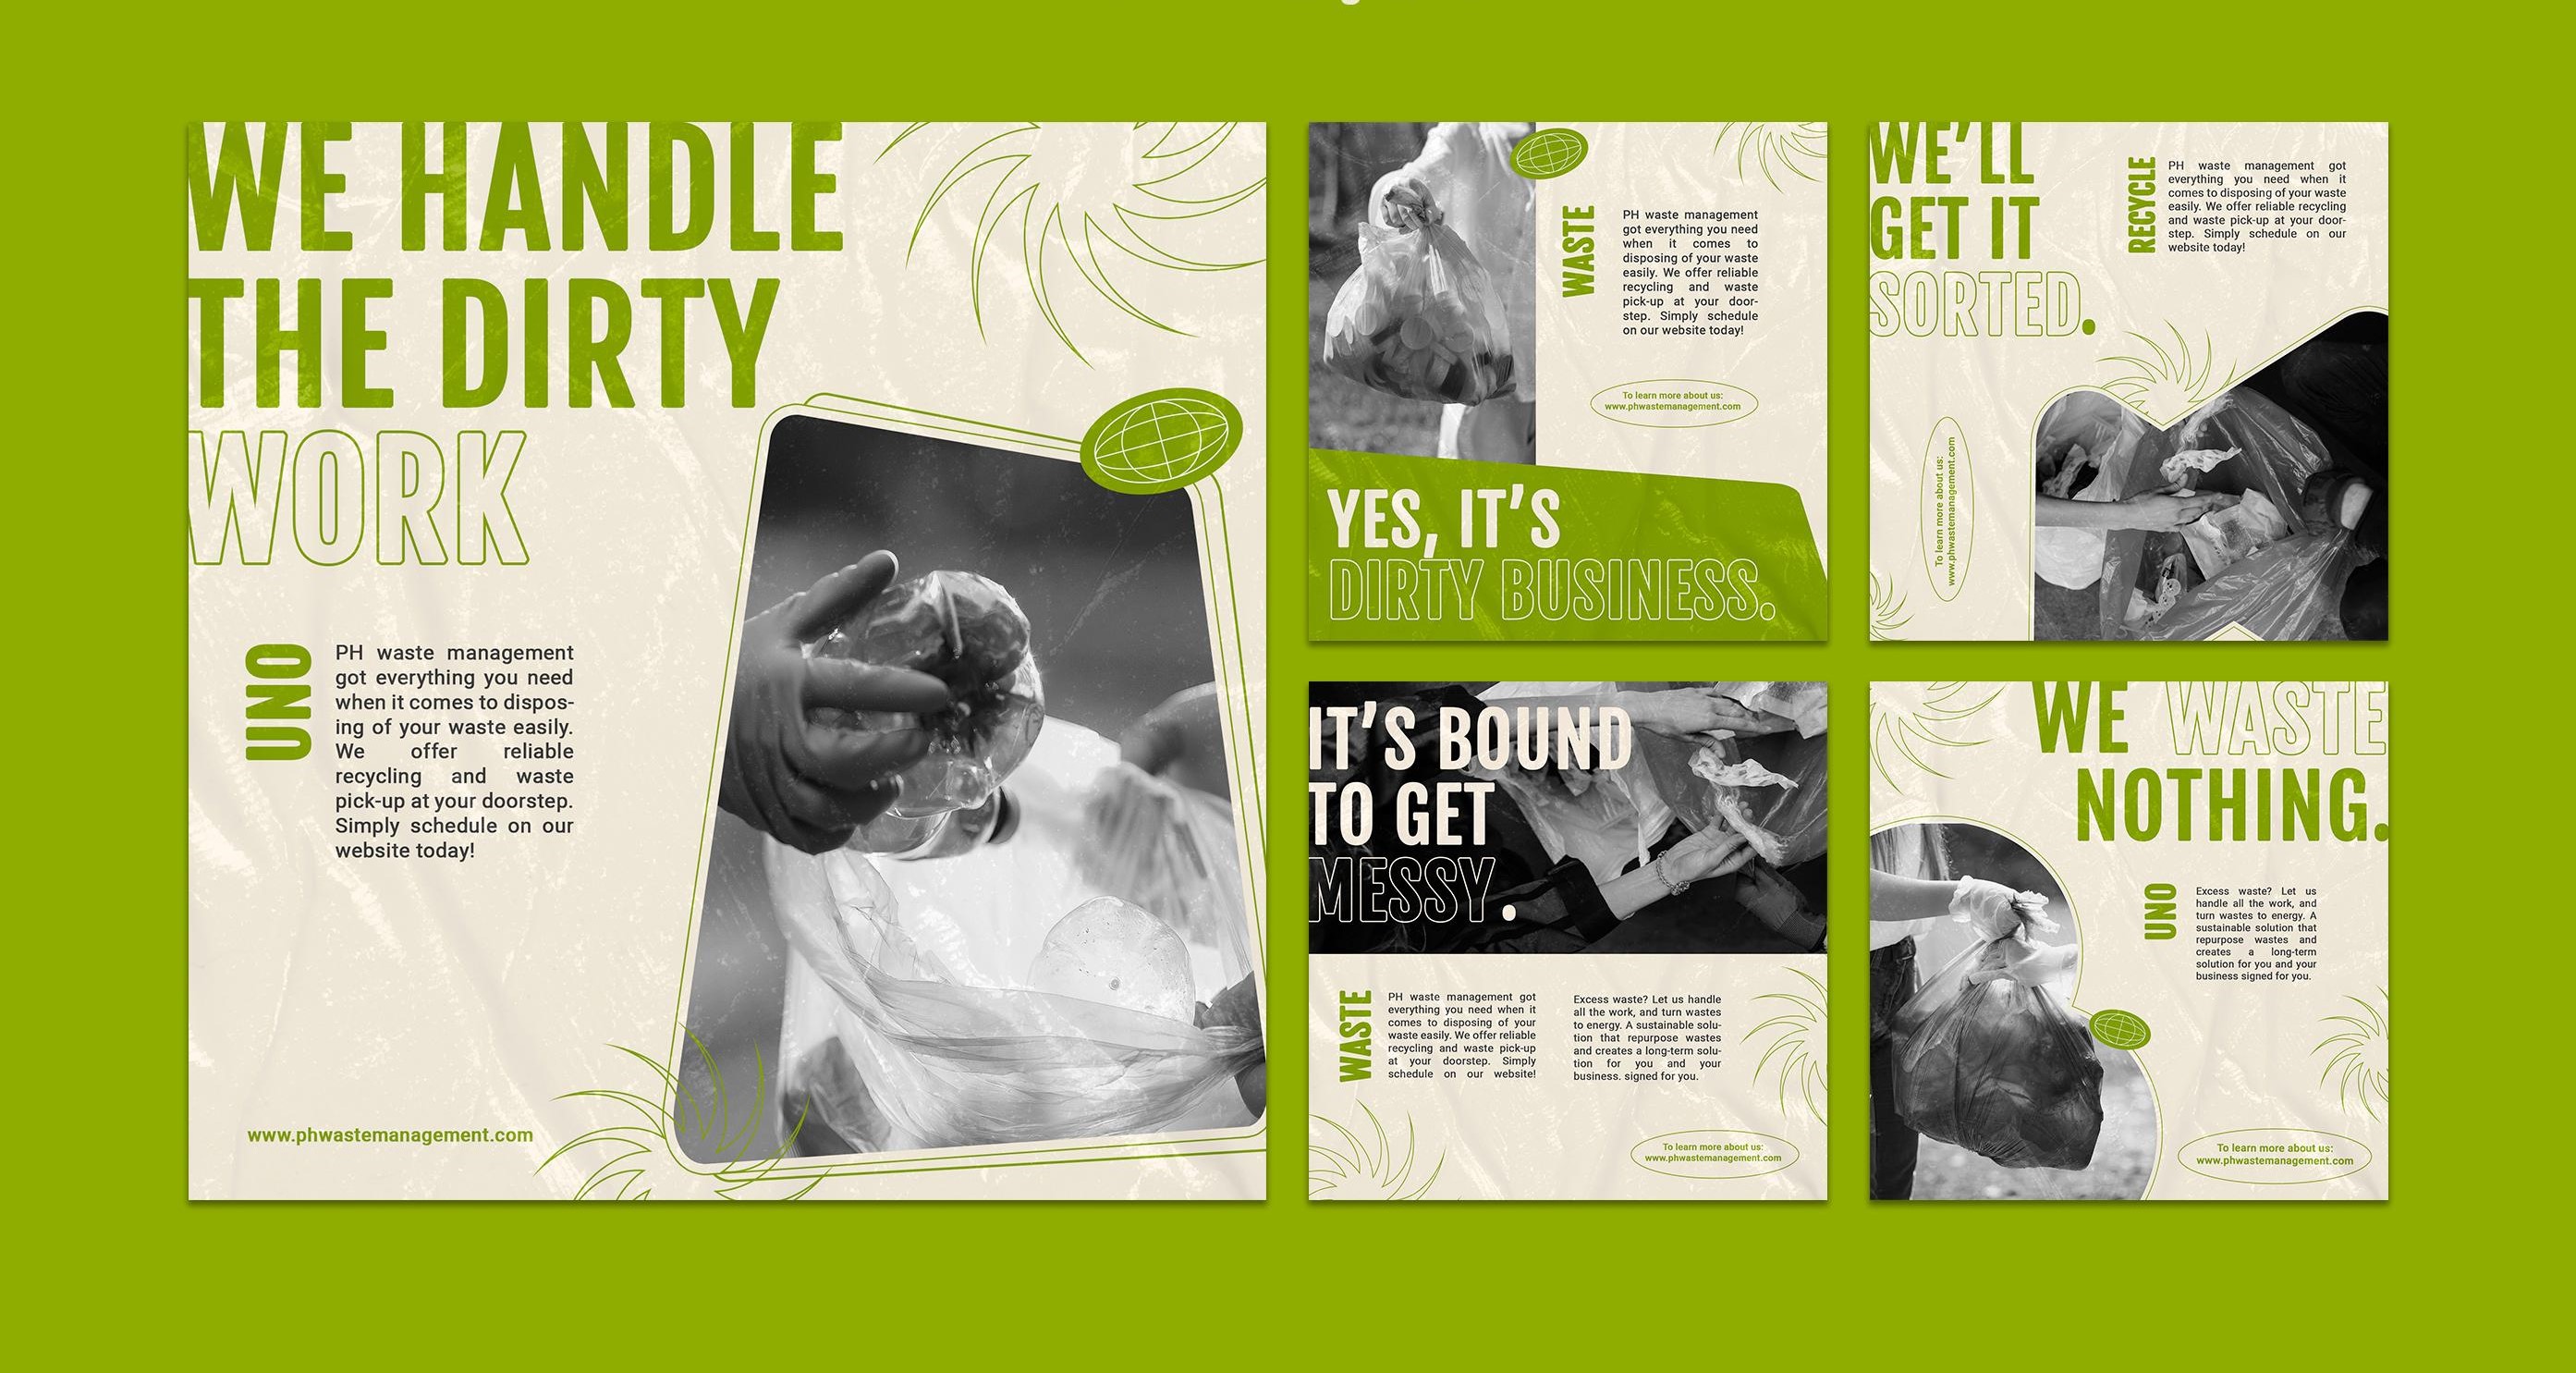 WE HANDLE
THE DIRTY
WORK
UNO
PH waste management
got everything you need
when it comes to dispos-
ing of your waste easily.
We offer reliable
recycling and waste
pick-up at your doorstep.
Simply schedule on our
website today!
www.phwastemanagement.com
WASTE
PH waste management
got everything you need
when it comes to
disposing of your waste
easily. We offer reliable
recycling and waste
pick-up at your door-
step. Simply schedule
on our website today!
To learn more about us:
www.phwastemanagement.com
YES, IT'S
DIRTY BUSINESS.
WE'LL
GET IT
SORTED.
RECYCLE
PH waste management got
everything you need when it
comes to disposing of your waste
easily. We offer reliable recycling
and waste pick-up at your door-
step. Simply schedule on our
website today!
To learn more about us:
www.phwastemanagement.com
IT'S BOUND
TO GET
MESSY.
WASTE
PH waste management got
everything you need when it
comes to disposing of your
waste easily. We offer reliable
recycling and waste pick-up
at your doorstep. Simply
schedule on our website!
Excess waste? Let us handle
all the work, and turn wastes
to energy. A sustainable solu-
tion that repurpose wastes
and creates a long-term solu-
tion for you and your
business. signed for you.
To learn more about us:
www.phwastemanagement.com
WE WASTE
NOTHING.
UNO
Excess waste? Let us
handle all the work, and
turn wastes to energy. A
sustainable solution that
repurpose wastes and
creates a long-term
solution for you and your
business signed for you.
To learn more about us:
www.phwastemanagement.com